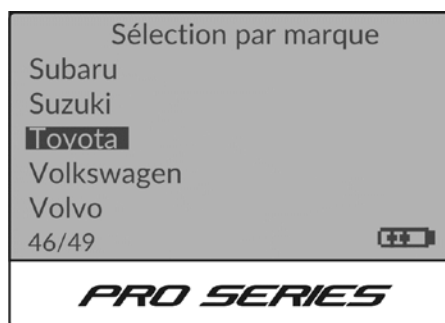 Sélection par marque
Subaru
Suzuki
Toyota
Volkswagen
Volvo
46/49
PRO SERIES